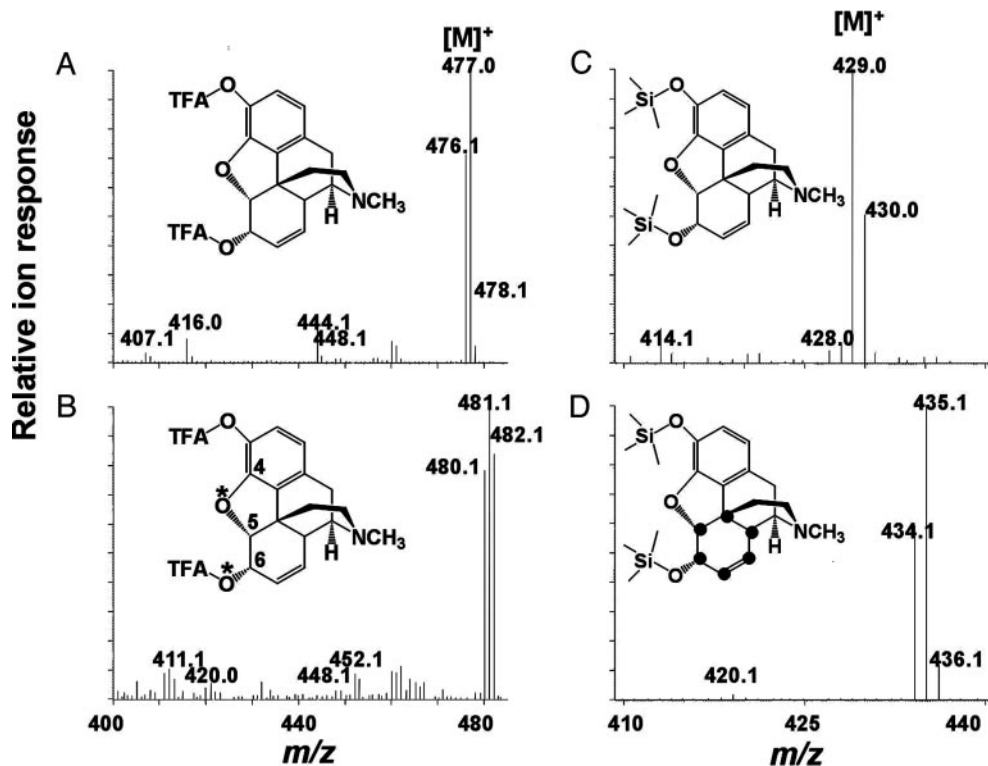 Relative ion response
A
[M]+
477.0
476.1
478.1
444.1
448.1
416.0
407.1
TFA
O
O
TFA
O
NCH3
H
C
[M]+
429.0
430.0
428.0
414.1
Si
O
O
Si
O
NCH3
H
B
481.1
482.1
480.1
452.1
448.1
411.1
420.0
TFA
O
4
*
O
5
6
TFA
*
O
NCH3
H
400 440 480
m/z
D
435.1
434.1
436.1
420.1
Si
O
O
Si
O
NCH3
H
410 425 440
m/z